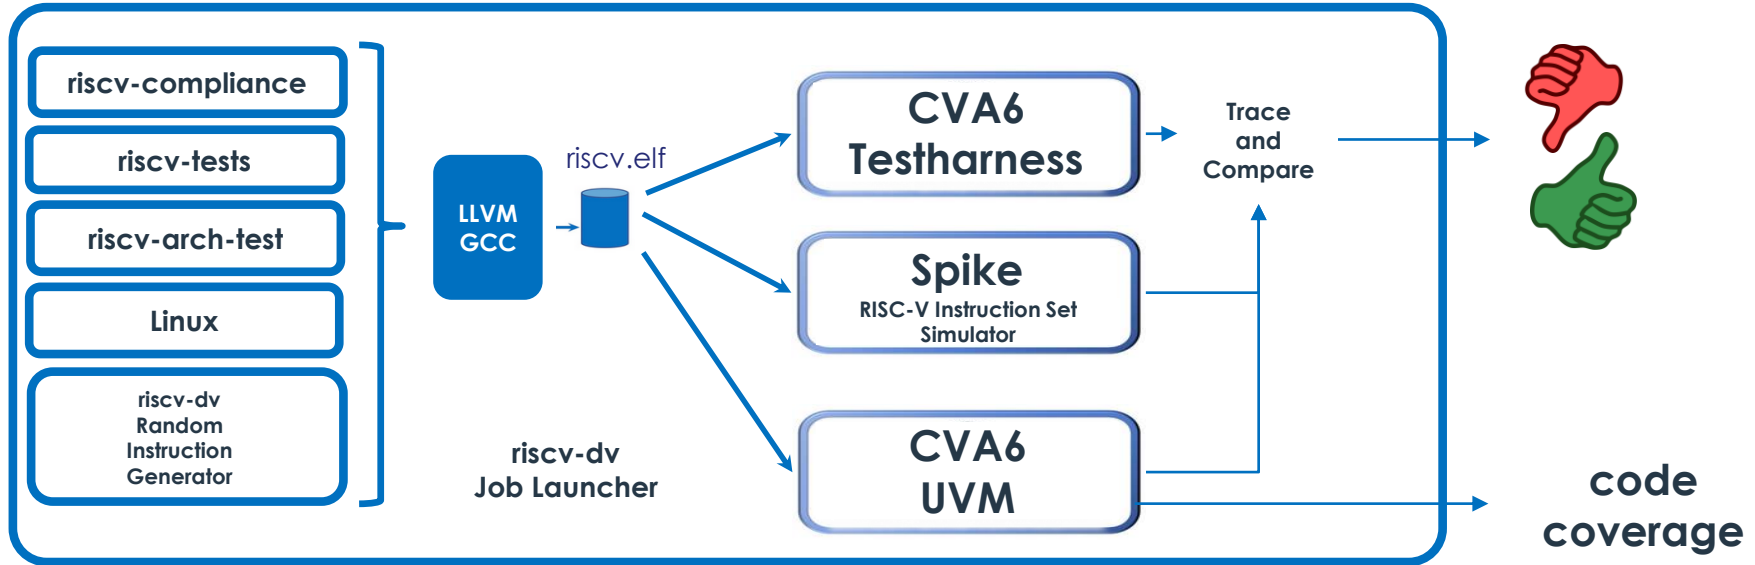 riscv-compliance
riscv-tests
riscv-arch-test
Linux
riscv-dv
Random
Instruction
Generator
LLVM
GCC
riscv.elf
riscv-dv
Job Launcher
CVA6
Testharness
Spike
RISC-V Instruction Set
Simulator
CVA6
UVM
Trace
and
Compare
code
coverage